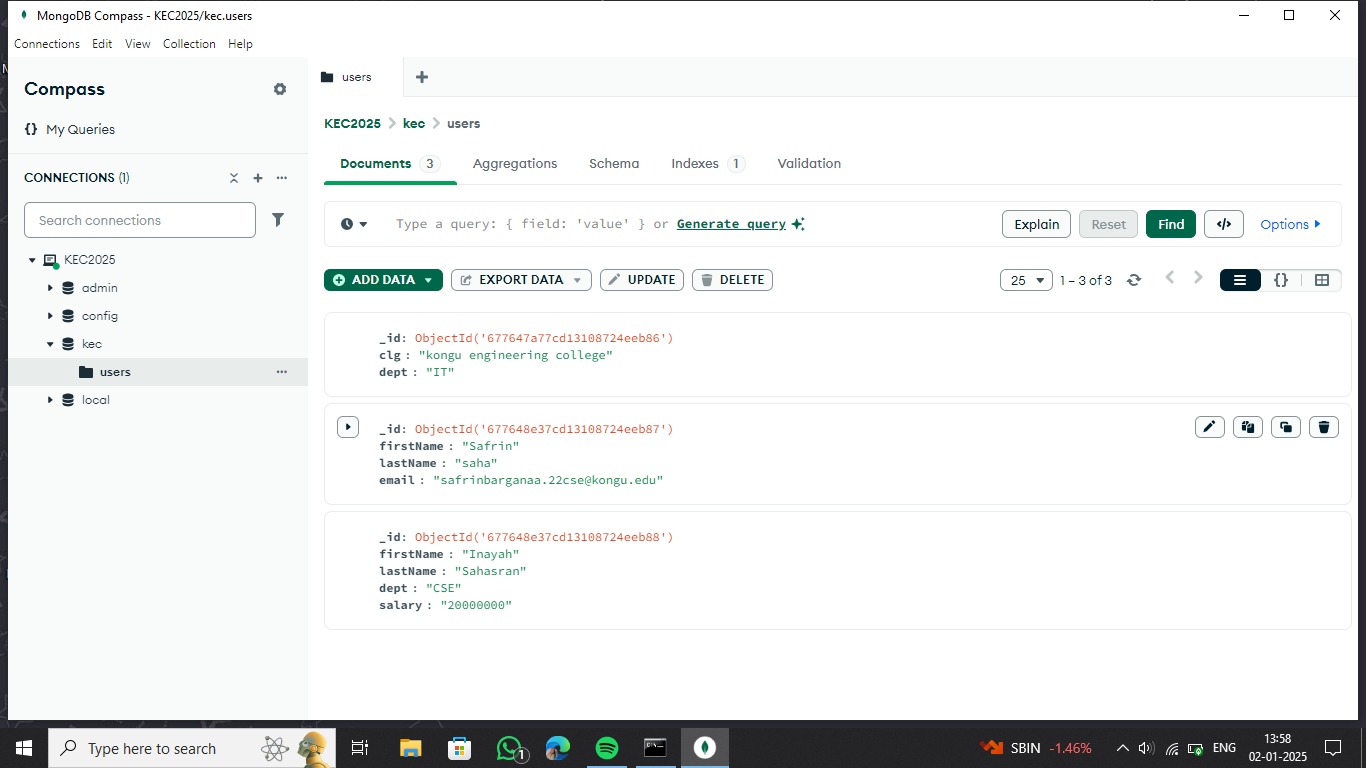 MongoDB Compass - KEC2025/kec.users
Connections Edit View Collection Help
Compass
{} My Queries
CONNECTIONS (1)
Search connections
KEC2025
admin
config
kec
users
local
users
KEC2025 > kec > users
Documents 3 Aggregations Schema Indexes 1 Validation
Type a query: { field: 'value' } or Generate query
Explain Reset Find </> Options
ADD DATA EXPORT DATA UPDATE DELETE
25 1 – 3 of 3 {}
_id: ObjectId('677647a77cd13108724eeb86')
clg : "kongu engineering college"
dept : "IT"
_id: ObjectId('677648e37cd13108724eeb87')
firstName : "Safrin"
lastName : "saha"
email : "safrinbarganaa.22cse@kongu.edu"
_id: ObjectId('677648e37cd13108724eeb88')
firstName : "Inayah"
lastName : "Sahasran"
dept : "CSE"
salary : "20000000"
Type here to search
1
SBIN -1.46%
ENG
13:58
02-01-2025